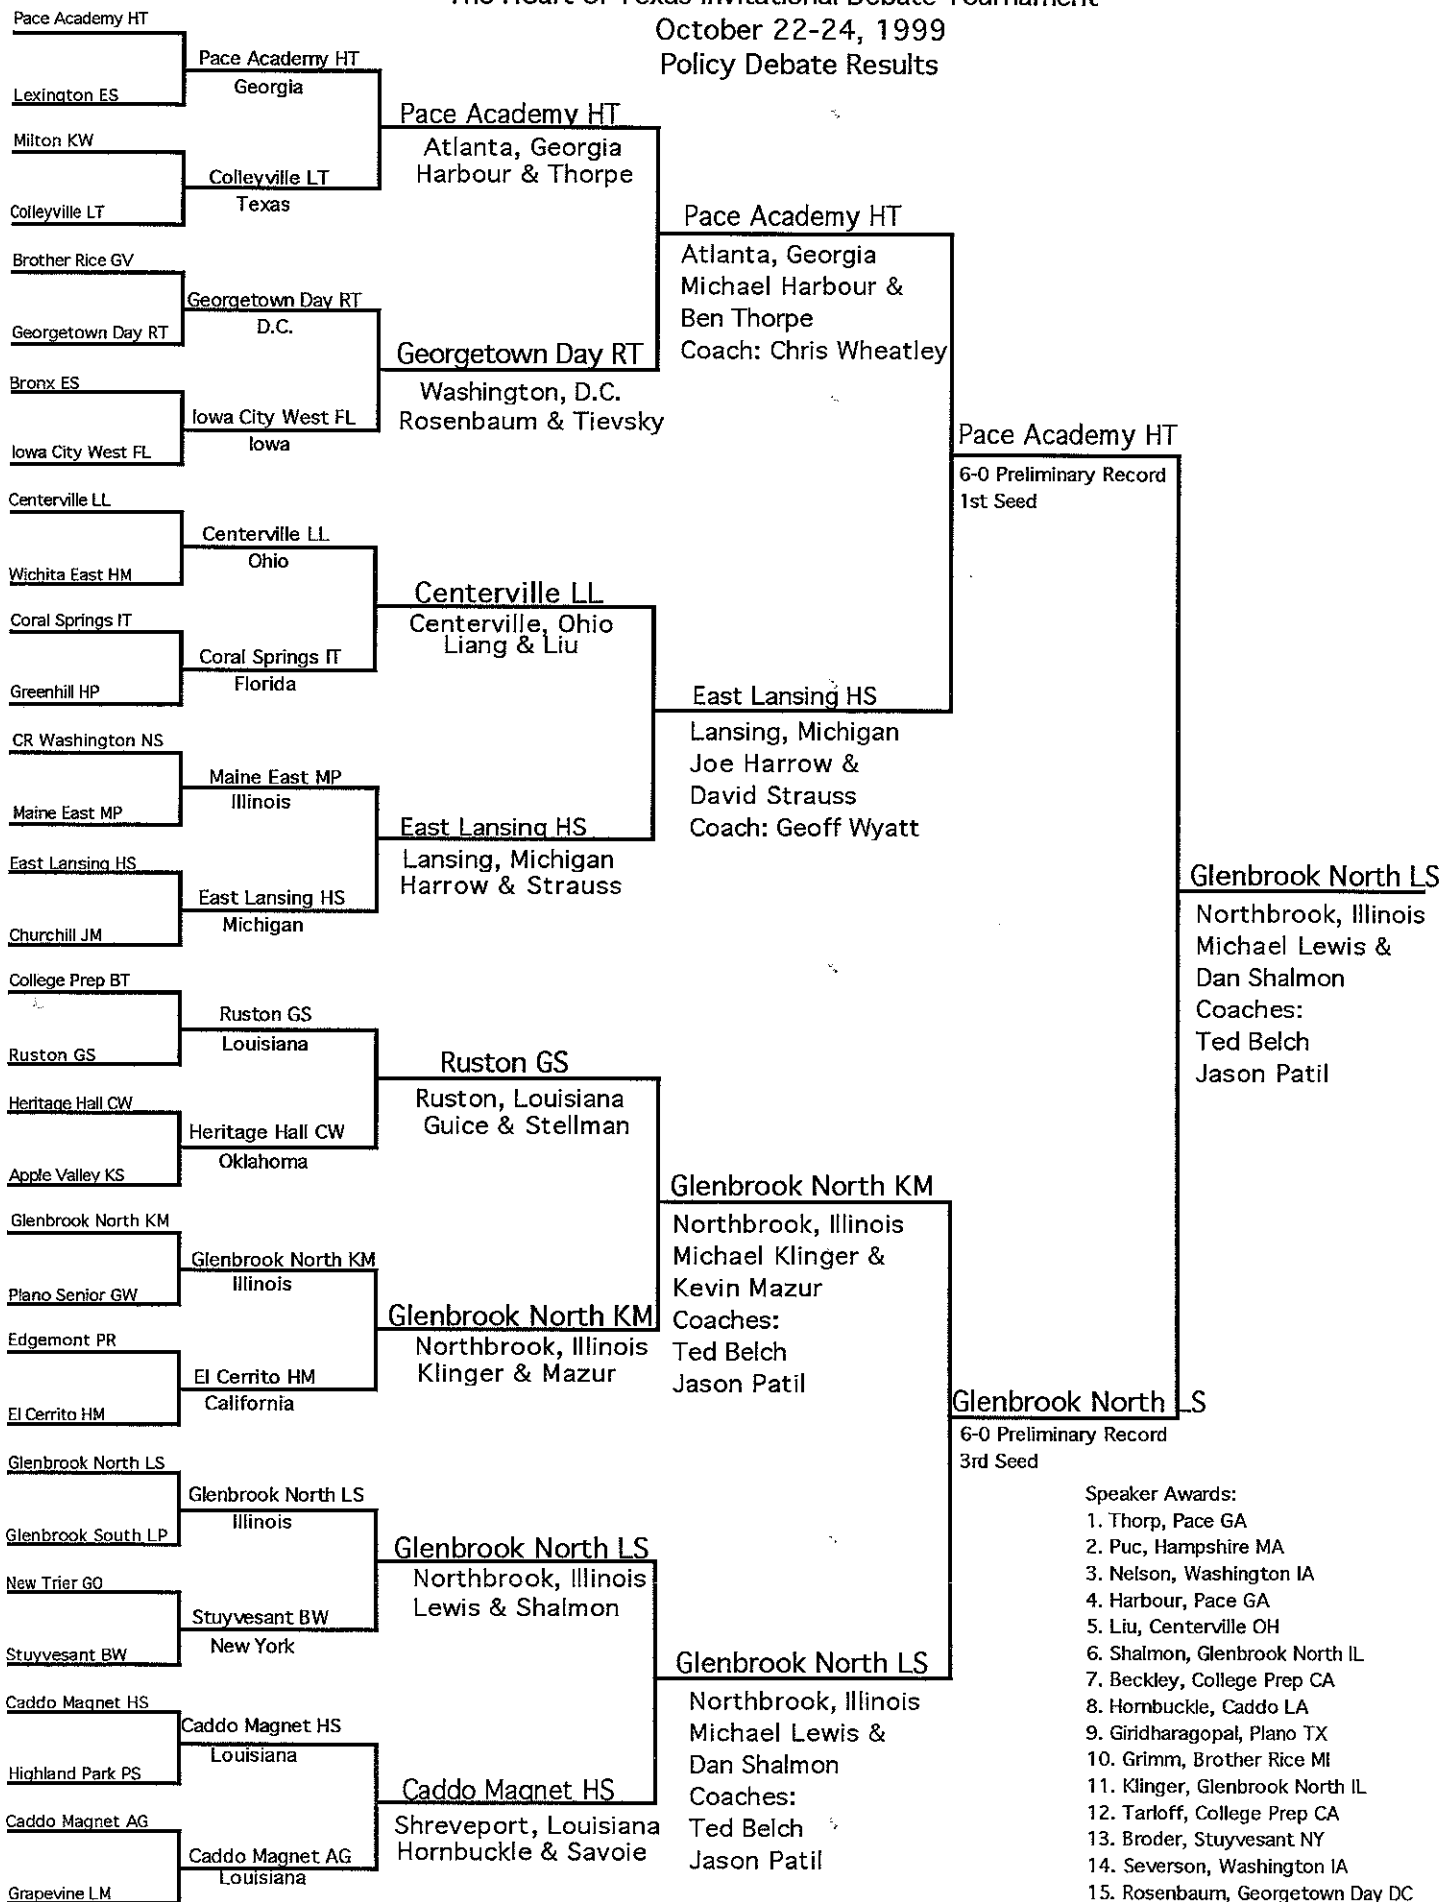 The Heart of Texas Invitational Debate Tournament
October 22-24, 1999
Policy Debate Results
Pace Academy HT
Lexington ES
Milton KW
Colleyville LT
Brother Rice GV
Georgetown Day RT
Bronx ES
Iowa City West FL
Centerville LL
Wichita East HM
Coral Springs IT
Greenhill HP
CR Washington NS
Maine East MP
East Lansing HS
Churchill JM
College Prep BT
Ruston GS
Heritage Hall CW
Apple Valley KS
Glenbrook North KM
Plano Senior GW
Edgemont PR
El Cerrito HM
Glenbrook North LS
Glenbrook South LP
New Trier GO
Stuyvesant BW
Caddo Magnet HS
Highland Park PS
Caddo Magnet AG
Grapevine LM
Pace Academy HT
Georgia
Colleyville LT
Texas
Georgetown Day RT
D.C.
Iowa City West FL
Iowa
Centerville LL
Ohio
Coral Springs IT
Florida
Maine East MP
Illinois
East Lansing HS
Michigan
Ruston GS
Louisiana
Heritage Hall CW
Oklahoma
Glenbrook North KM
Illinois
El Cerrito HM
California
Glenbrook North LS
Illinois
Stuyvesant BW
New York
Caddo Magnet HS
Louisiana
Caddo Magnet AG
Louisiana
Pace Academy HT
Atlanta, Georgia
Harbour & Thorpe
Georgetown Day RT
Washington, D.C.
Rosenbaum & Tievsky
Centerville LL
Centerville, Ohio
Liang & Liu
East Lansing HS
Lansing, Michigan
Harrow & Strauss
Ruston GS
Ruston, Louisiana
Guice & Stellman
Glenbrook North KM
Northbrook, Illinois
Klinger & Mazur
Glenbrook North LS
Northbrook, Illinois
Lewis & Shalmon
Caddo Magnet HS
Shreveport, Louisiana
Hornbuckle & Savoie
Pace Academy HT
Atlanta, Georgia
Michael Harbour &
Ben Thorpe
Coach: Chris Wheatley
East Lansing HS
Lansing, Michigan
Joe Harrow &
David Strauss
Coach: Geoff Wyatt
Glenbrook North KM
Northbrook, Illinois
Michael Klinger &
Kevin Mazur
Coaches:
Ted Belch
Jason Patil
Glenbrook North LS
Northbrook, Illinois
Michael Lewis &
Dan Shalmon
Coaches:
Ted Belch
Jason Patil
Pace Academy HT
6-0 Preliminary Record
1st Seed
Glenbrook North LS
6-0 Preliminary Record
3rd Seed
Glenbrook North LS
Northbrook, Illinois
Michael Lewis &
Dan Shalmon
Coaches:
Ted Belch
Jason Patil
Speaker Awards:
1. Thorp, Pace GA
2. Puc, Hampshire MA
3. Nelson, Washington IA
4. Harbour, Pace GA
5. Liu, Centerville OH
6. Shalmon, Glenbrook North IL
7. Beckley, College Prep CA
8. Hornbuckle, Caddo LA
9. Giridharagopal, Plano TX
10. Grimm, Brother Rice MI
11. Klinger, Glenbrook North IL
12. Tarloff, College Prep CA
13. Broder, Stuyvesant NY
14. Severson, Washington IA
15. Rosenbaum, Georgetown Day DC